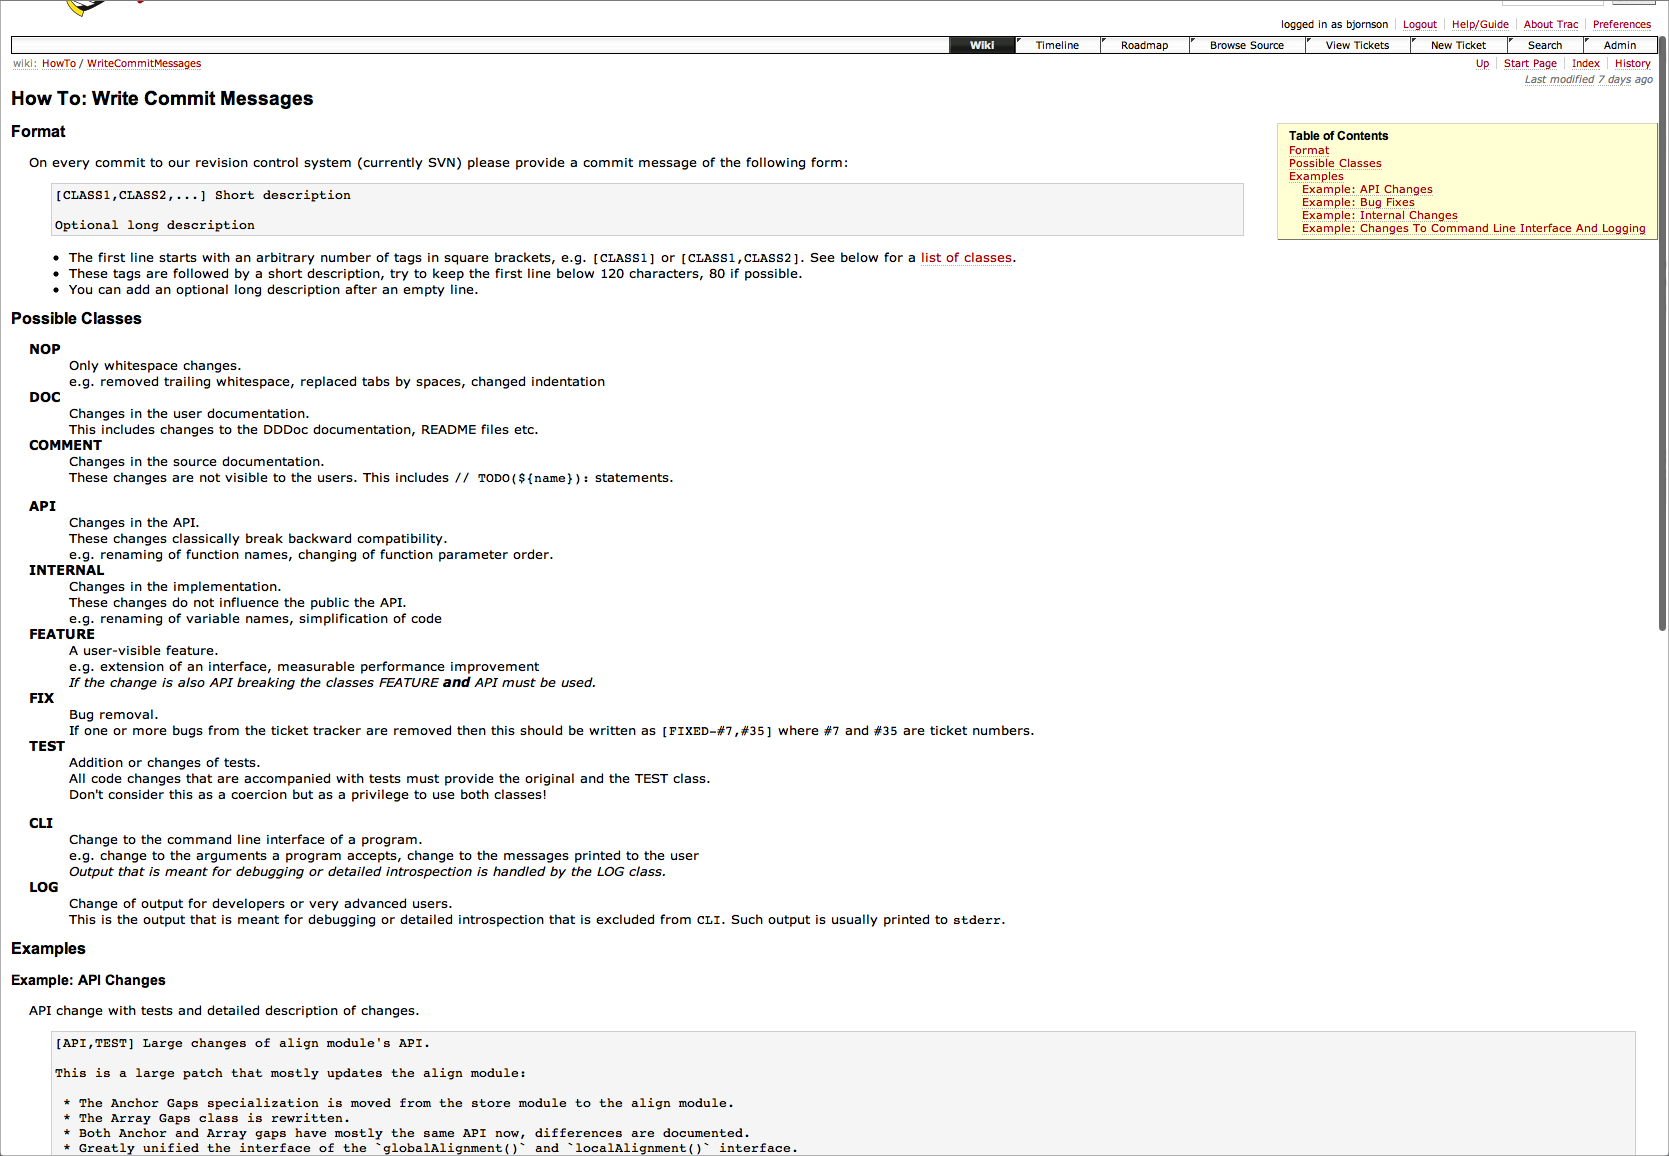 logged in as bjornson Logout Help/Guide About Trac Preferences
Wiki Timeline Roadmap Browse Source View Tickets New Ticket Search Admin
wiki: HowTo / WriteCommitMessages Up Start Page Index History
Last modified 7 days ago
How To: Write Commit Messages
Format
On every commit to our revision control system (currently SVN) please provide a commit message of the following form:
[CLASS1,CLASS2,...] Short description
Optional long description
Table of Contents
Format
Possible Classes
Examples
Example: API Changes
Example: Bug Fixes
Example: Internal Changes
Example: Changes To Command Line Interface And Logging
• The first line starts with an arbitrary number of tags in square brackets, e.g. [CLASS1] or [CLASS1,CLASS2]. See below for a list of classes.
• These tags are followed by a short description, try to keep the first line below 120 characters, 80 if possible.
• You can add an optional long description after an empty line.
Possible Classes
NOP
Only whitespace changes.
e.g. removed trailing whitespace, replaced tabs by spaces, changed indentation
DOC
Changes in the user documentation.
This includes changes to the DDDoc documentation, README files etc.
COMMENT
Changes in the source documentation.
These changes are not visible to the users. This includes // TODO(${name}): statements.
API
Changes in the API.
These changes classically break backward compatibility.
e.g. renaming of function names, changing of function parameter order.
INTERNAL
Changes in the implementation.
These changes do not influence the public the API.
e.g. renaming of variable names, simplification of code
FEATURE
A user-visible feature.
e.g. extension of an interface, measurable performance improvement
If the change is also API breaking the classes FEATURE and API must be used.
FIX
Bug removal.
If one or more bugs from the ticket tracker are removed then this should be written as [FIXED-#7,#35] where #7 and #35 are ticket numbers.
TEST
Addition or changes of tests.
All code changes that are accompanied with tests must provide the original and the TEST class.
Don't consider this as a coercion but as a privilege to use both classes!
CLI
Change to the command line interface of a program.
e.g. change to the arguments a program accepts, change to the messages printed to the user
Output that is meant for debugging or detailed introspection is handled by the LOG class.
LOG
Change of output for developers or very advanced users.
This is the output that is meant for debugging or detailed introspection that is excluded from CLI. Such output is usually printed to stderr.
Examples
Example: API Changes
API change with tests and detailed description of changes.
[API,TEST] Large changes of align module's API.
This is a large patch that mostly updates the align module:
* The Anchor Gaps specialization is moved from the store module to the align module.
* The Array Gaps class is rewritten.
* Both Anchor and Array gaps have mostly the same API now, differences are documented.
* Greatly unified the interface of the `globalAlignment()` and `localAlignment()` interface.